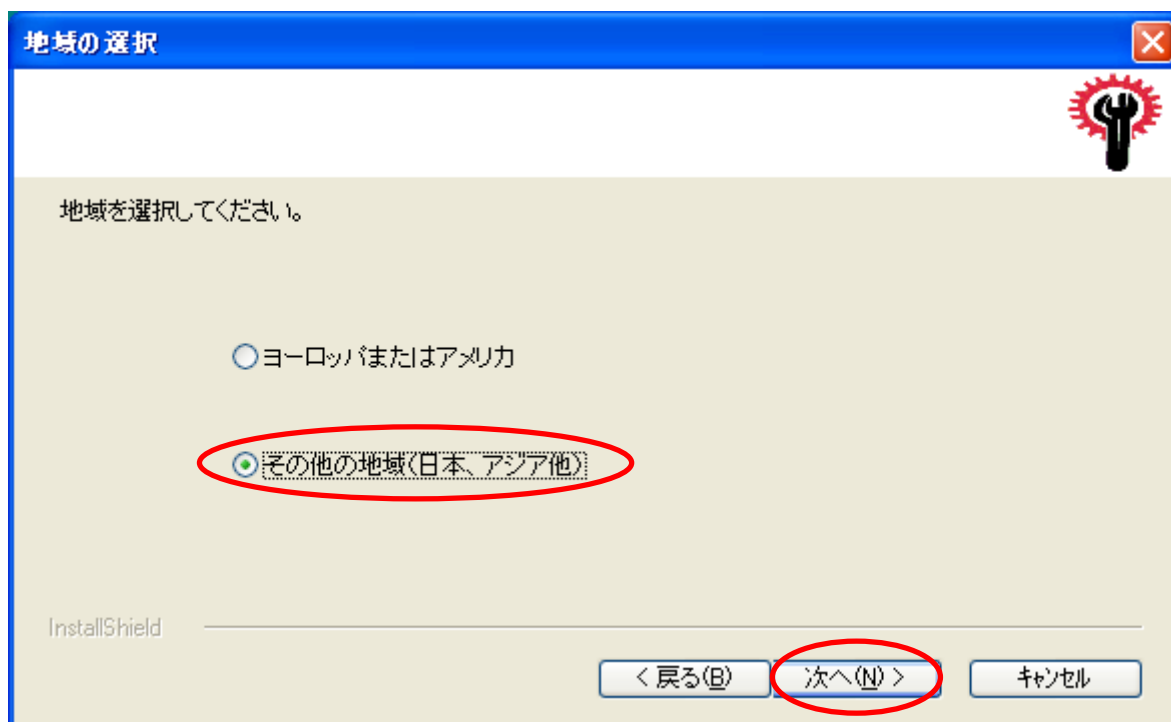 地域の選択
地域を選択してください。
ヨーロッパまたはアメリカ
その他の地域(日本、アジア他)
InstallShield
< 戻る(B) 次へ(N) > キャンセル